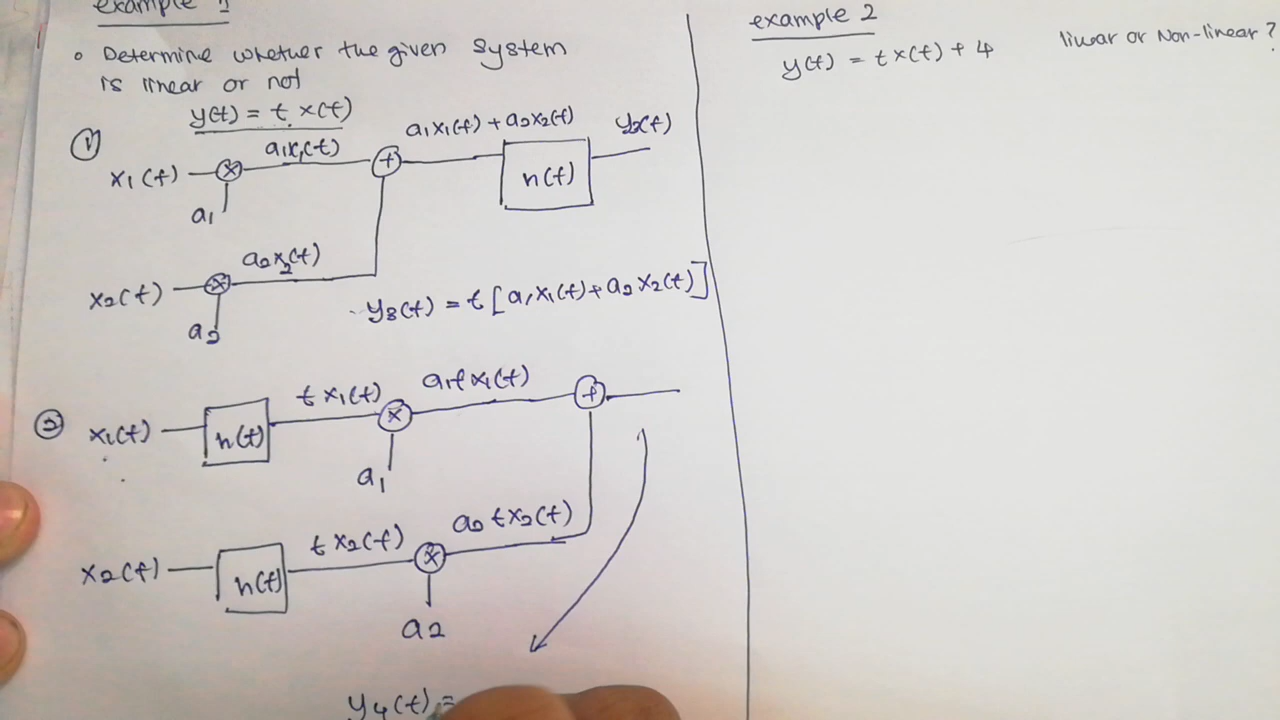 example 1
• Determine whether the given system
is linear or not
y(t) = t. x(t)
①
x1(t)
a1x1(t)
a1
a1x1(t) + a2x2(t)
h(t)
x2(t)
a2x2(t)
a2
y3(t) = t [a1x1(t) + a2x2(t)]
②
x1(t)
h(t)
t x1(t)
a1t x1(t)
a1
x2(t)
h(t)
t x2(t)
a2 t x2(t)
a2
y4(t) =
example 2
y(t) = t x(t) + 4
linear or Non-linear?